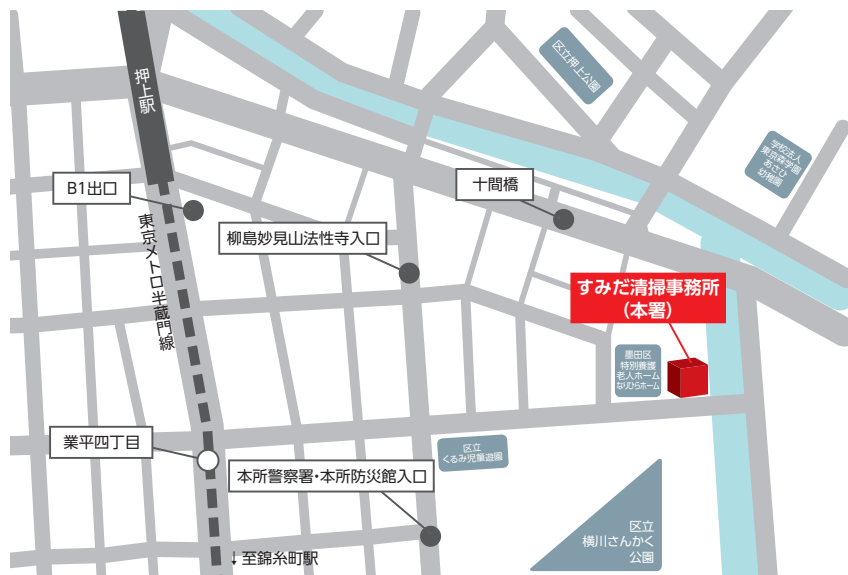 押上駅
区立押上公園
学校法人
東京森学園
あさひ
幼稚園
B1出口
十間橋
東京メトロ半蔵門線
柳島妙見山法性寺入口
すみだ清掃事務所
（本署）
墨田区
特別養護
老人ホーム
なりひらホーム
業平四丁目
区立
くるみ児童遊園
本所警察署・本所防災館入口
区立
横川さんかく
公園
↓至錦糸町駅